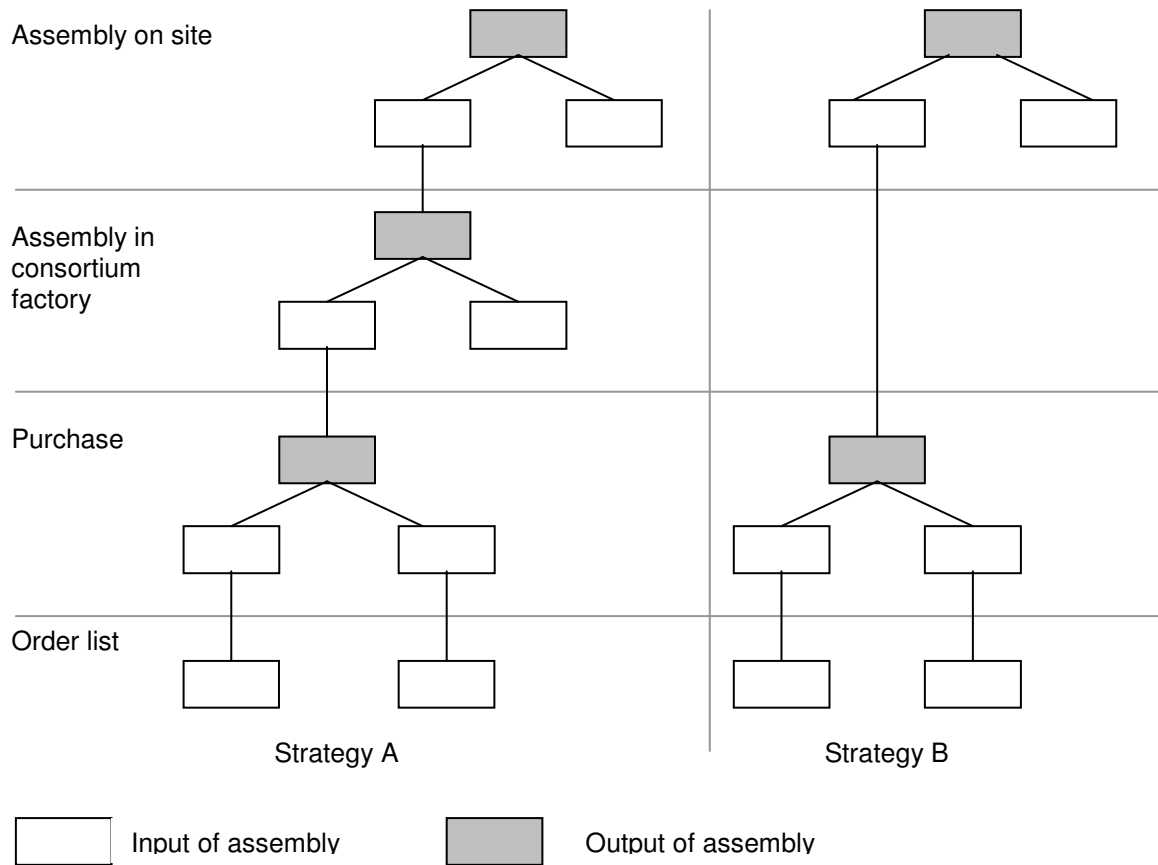 Assembly on site
Assembly in
consortium
factory
Purchase
Order list
Strategy A
Strategy B
Input of assembly
Output of assembly